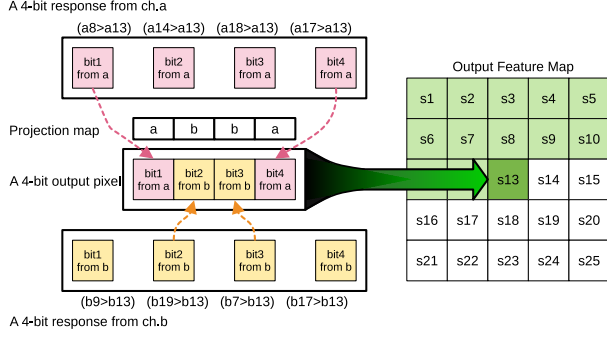 A 4-bit response from ch.a
(a8>a13) (a14>a13) (a18>a13) (a17>a13)
bit1 from a
bit2 from a
bit3 from a
bit4 from a
Output Feature Map
s1 s2 s3 s4 s5
s6 s7 s8 s9 s10
s13 s14 s15
s16 s17 s18 s19 s20
s21 s22 s23 s24 s25
Projection map
a b b a
A 4-bit output pixel
bit1 from a
bit2 from b
bit3 from b
bit4 from a
bit1 from b
bit2 from b
bit3 from b
bit4 from b
(b9>b13) (b19>b13) (b7>b13) (b17>b13)
A 4-bit response from ch.b